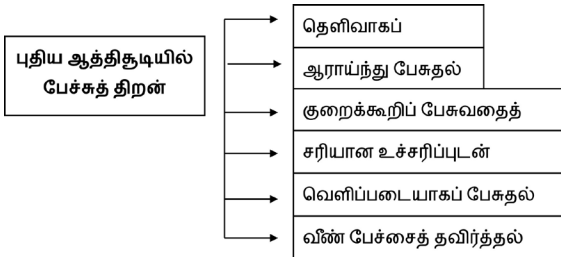 புதிய ஆத்திசூடியில்
பேச்சுத் திறன்
தெளிவாகப்
ஆராய்ந்து பேசுதல்
குறைக்கூறிப் பேசுவதைத்
சரியான உச்சரிப்புடன்
வெளிப்படையாகப் பேசுதல்
வீண் பேச்சைத் தவிர்த்தல்